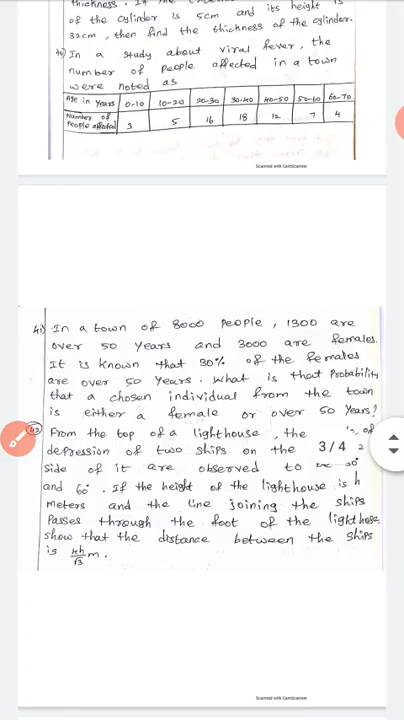 thickness. If the
of the cylinder is 5cm and its height is
32cm, then find the thickness of the cylinder.
40) In a study about viral fever, the
number of people affected in a town
were noted as
Age in Years 0-10 10-20 20-30 30-40 40-50 50-60 60-70
Number of People affected 3 5 16 18 12 7 4
Scanned with CamScanner
41) In a town of 8000 people, 1300 are
over 50 Years and 3000 are females.
It is known that 30% of the females
are over 50 Years. What is that Probability
that a chosen individual from the town
is either a female or over 50 Years?
42 From the top of a lighthouse, the of
depression of two ships on the
3/4
side of it are observed to 30°
and 60°. If the height of the lighthouse is h
meters and the line joining the ships
Passes through the foot of the lighthose,
show that the distance between the ships
is 4h/√3 m.
Scanned with CamScanner